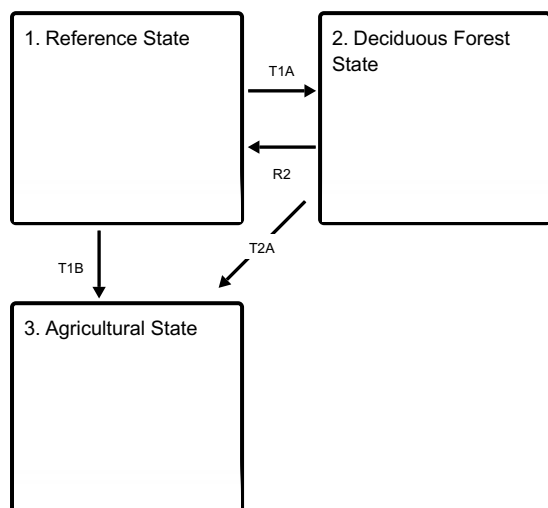 1. Reference State
2. Deciduous Forest
State
T1A
R2
T1B
T2A
3. Agricultural State